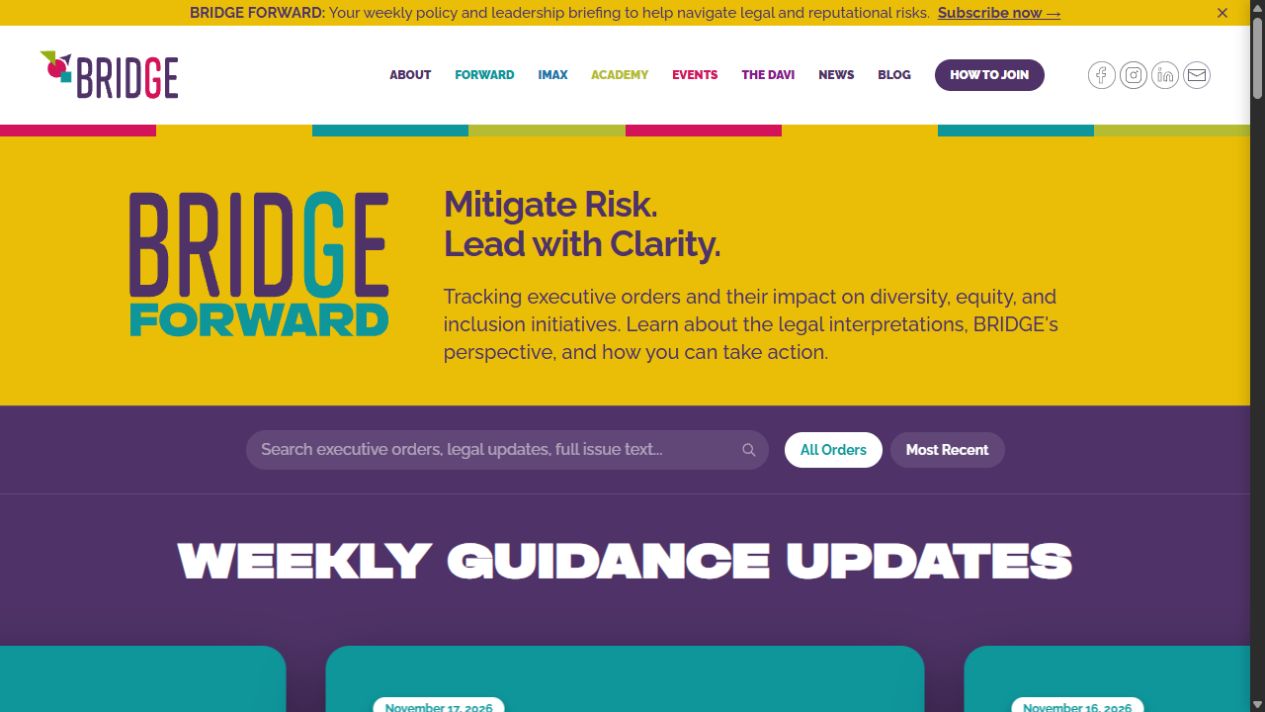 BRIDGE FORWARD: Your weekly policy and leadership briefing to help navigate legal and reputational risks. Subscribe now →
BRIDGE
ABOUT FORWARD IMAX ACADEMY EVENTS THE DAVI NEWS BLOG HOW TO JOIN
BRIDGE
FORWARD
Mitigate Risk.
Lead with Clarity.
Tracking executive orders and their impact on diversity, equity, and
inclusion initiatives. Learn about the legal interpretations, BRIDGE's
perspective, and how you can take action.
Search executive orders, legal updates, full issue text... All Orders Most Recent
WEEKLY GUIDANCE UPDATES
November 17, 2026 November 16, 2026